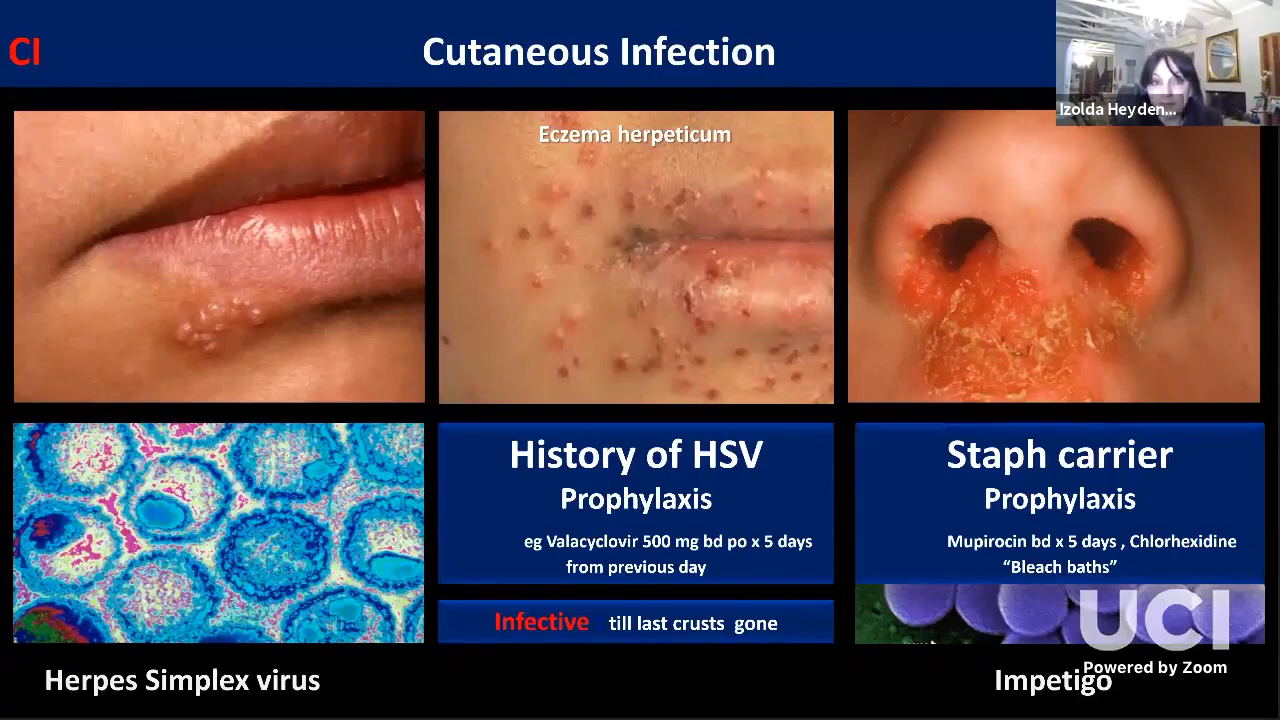 CI
Cutaneous Infection
Izolda Heyden...
Eczema herpeticum
History of HSV
Prophylaxis
eg Valacyclovir 500 mg bd po x 5 days
from previous day
Infective till last crusts gone
Staph carrier
Prophylaxis
Mupirocin bd x 5 days , Chlorhexidine
“Bleach baths”
UCI
Powered by Zoom
Herpes Simplex virus
Impetigo